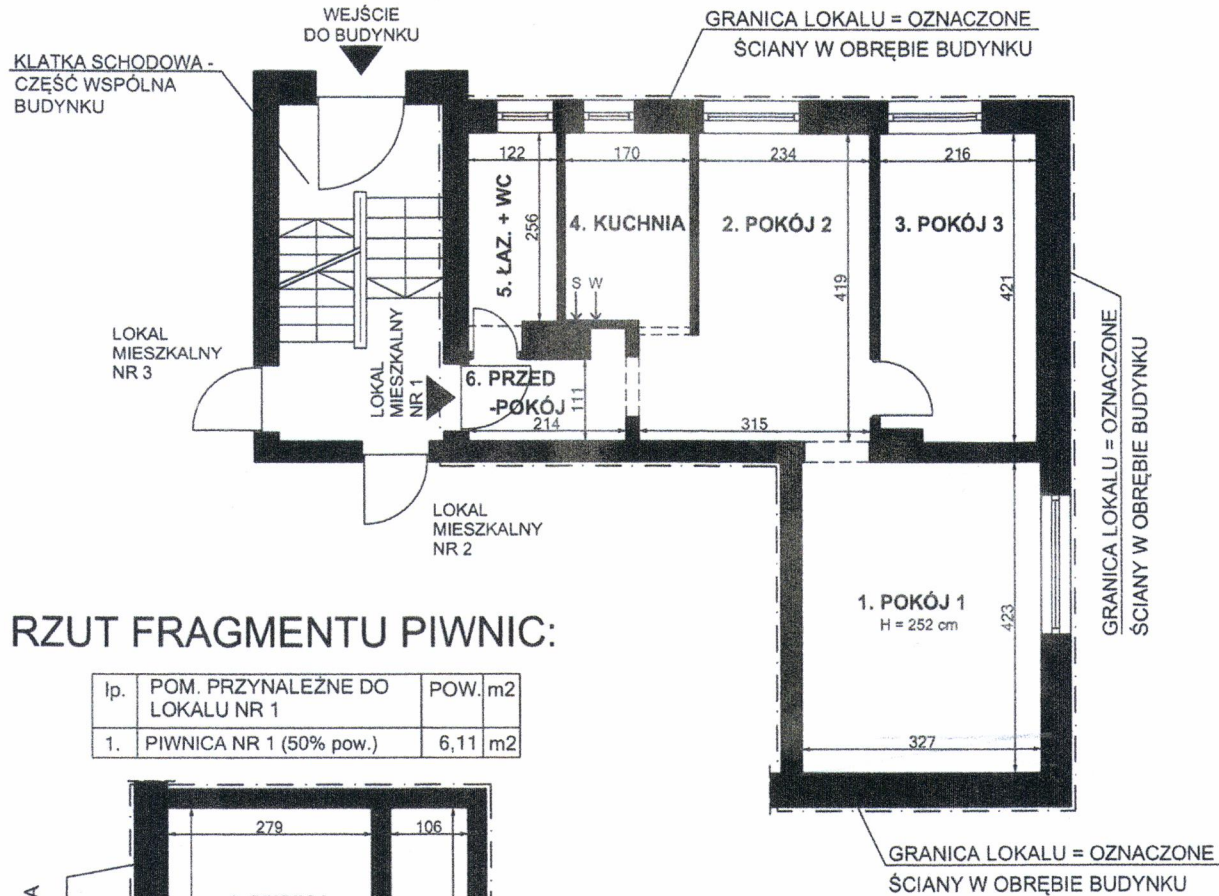 WEJŚCIE
DO BUDYNKU
GRANICA LOKALU = OZNACZONE
ŚCIANY W OBRĘBIE BUDYNKU
KLATKA SCHODOWA -
CZĘŚĆ WSPÓLNA
BUDYNKU
122
170
234
216
5. ŁAZ. + WC
256
4. KUCHNIA
2. POKÓJ 2
3. POKÓJ 3
419
421
S W
LOKAL
MIESZKALNY
NR 3
LOKAL
MIESZKALNY
NR 1
6. PRZED
-POKÓJ
111
214
315
LOKAL
MIESZKALNY
NR 2
GRANICA LOKALU = OZNACZONE
ŚCIANY W OBRĘBIE BUDYNKU
1. POKÓJ 1
H = 252 cm
423
327
RZUT FRAGMENTU PIWNIC:
lp. POM. PRZYNALEŻNE DO LOKALU NR 1 POW. m2
1. PIWNICA NR 1 (50% pow.) 6,11 m2
279
106
GRANICA LOKALU = OZNACZONE
ŚCIANY W OBRĘBIE BUDYNKU